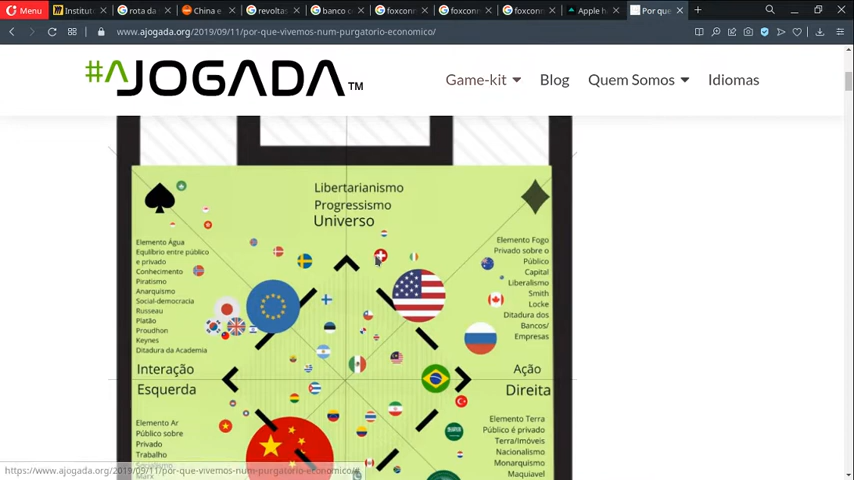 Menu
Institut
rota da
China e
revoltas
banco c
foxconn
foxconn
foxconn
Apple h
Por que
www.ajogada.org/2019/09/11/por-que-vivemos-num-purgatorio-economico/
#AJOGADA™
Game-kit
Blog
Quem Somos
Idiomas
Libertarianismo
Progressismo
Universo
Elemento Água
Equilíbrio entre público
e privado
Conhecimento
Piratismo
Anarquismo
Social-democracia
Russeau
Platão
Proudhon
Keynes
Ditadura da Academia
Elemento Fogo
Privado sobre o
Público
Capital
Liberalismo
Smith
Locke
Ditadura dos
Bancos/
Empresas
Interação
Esquerda
Ação
Direita
Elemento Ar
Público sobre
Privado
Trabalho
Socialismo
Marx
Elemento Terra
Público é privado
Terra/Imóveis
Nacionalismo
Monarquismo
Maquiavel
https://www.ajogada.org/2019/09/11/por-que-vivemos-num-purgatorio-economico/#